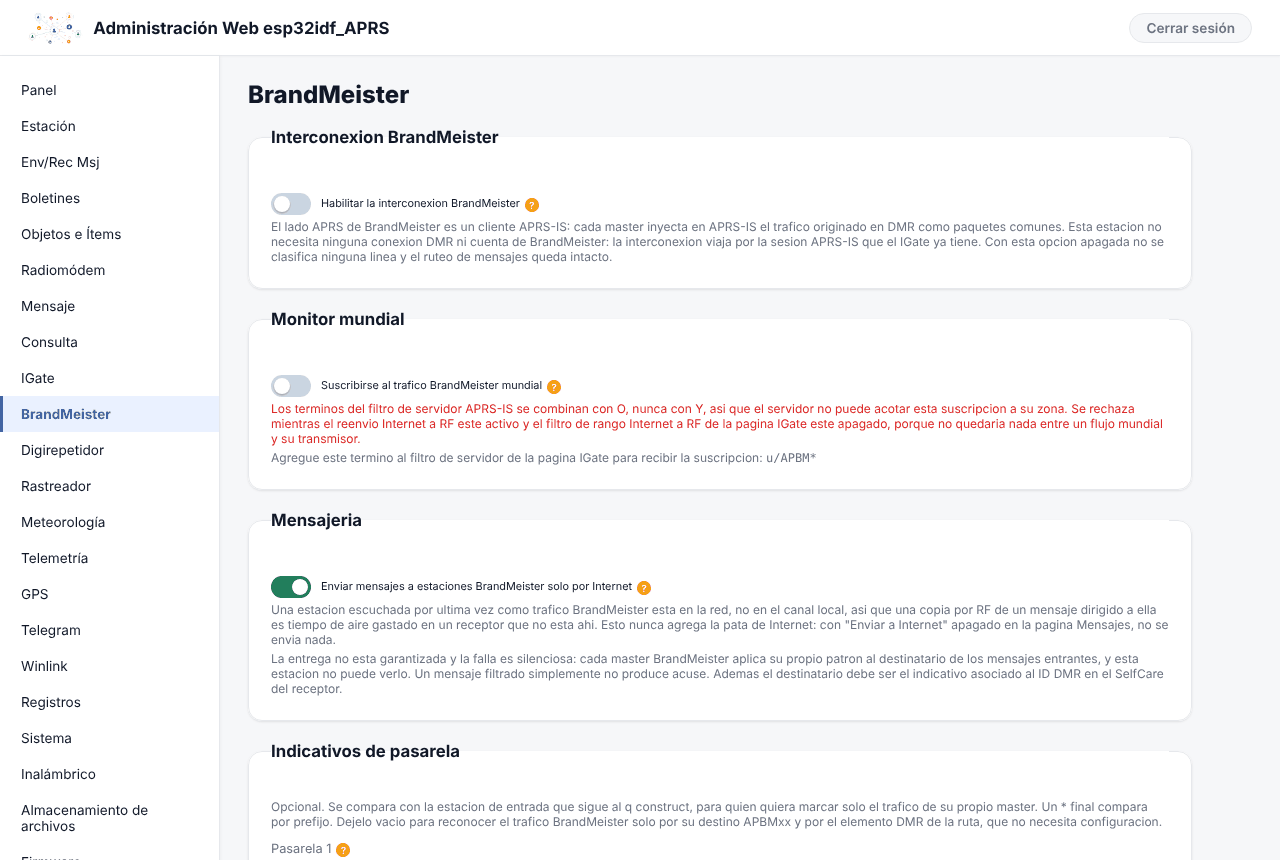 Administración Web esp32idf_APRS
Cerrar sesión
Panel
Estación
Env/Rec Msj
Boletines
Objetos e Ítems
Radiomódem
Mensaje
Consulta
IGate
BrandMeister
Digirepetidor
Rastreador
Meteorología
Telemetría
GPS
Telegram
Winlink
Registros
Sistema
Inalámbrico
Almacenamiento de
archivos
BrandMeister
Interconexion BrandMeister
Habilitar la interconexion BrandMeister ?
El lado APRS de BrandMeister es un cliente APRS-IS: cada master inyecta en APRS-IS el trafico originado en DMR como paquetes comunes. Esta estacion no
necesita ninguna conexion DMR ni cuenta de BrandMeister: la interconexion viaja por la sesion APRS-IS que el IGate ya tiene. Con esta opcion apagada no se
clasifica ninguna linea y el ruteo de mensajes queda intacto.
Monitor mundial
Suscribirse al trafico BrandMeister mundial ?
Los terminos del filtro de servidor APRS-IS se combinan con O, nunca con Y, asi que el servidor no puede acotar esta suscripcion a su zona. Se rechaza
mientras el reenvio Internet a RF este activo y el filtro de rango Internet a RF de la pagina IGate este apagado, porque no quedaria nada entre un flujo mundial
y su transmisor.
Agregue este termino al filtro de servidor de la pagina IGate para recibir la suscripcion: u/APBM*
Mensajeria
Enviar mensajes a estaciones BrandMeister solo por Internet ?
Una estacion escuchada por ultima vez como trafico BrandMeister esta en la red, no en el canal local, asi que una copia por RF de un mensaje dirigido a ella
es tiempo de aire gastado en un receptor que no esta ahi. Esto nunca agrega la pata de Internet: con "Enviar a Internet" apagado en la pagina Mensajes, no se
envia nada.
La entrega no esta garantizada y la falla es silenciosa: cada master BrandMeister aplica su propio patron al destinatario de los mensajes entrantes, y esta
estacion no puede verlo. Un mensaje filtrado simplemente no produce acuse. Ademas el destinatario debe ser el indicativo asociado al ID DMR en el SelfCare
del receptor.
Indicativos de pasarela
Opcional. Se compara con la estacion de entrada que sigue al q construct, para quien quiera marcar solo el trafico de su propio master. Un * final compara
por prefijo. Dejelo vacio para reconocer el trafico BrandMeister solo por su destino APBMxx y por el elemento DMR de la ruta, que no necesita configuracion.
Pasarela 1 ?